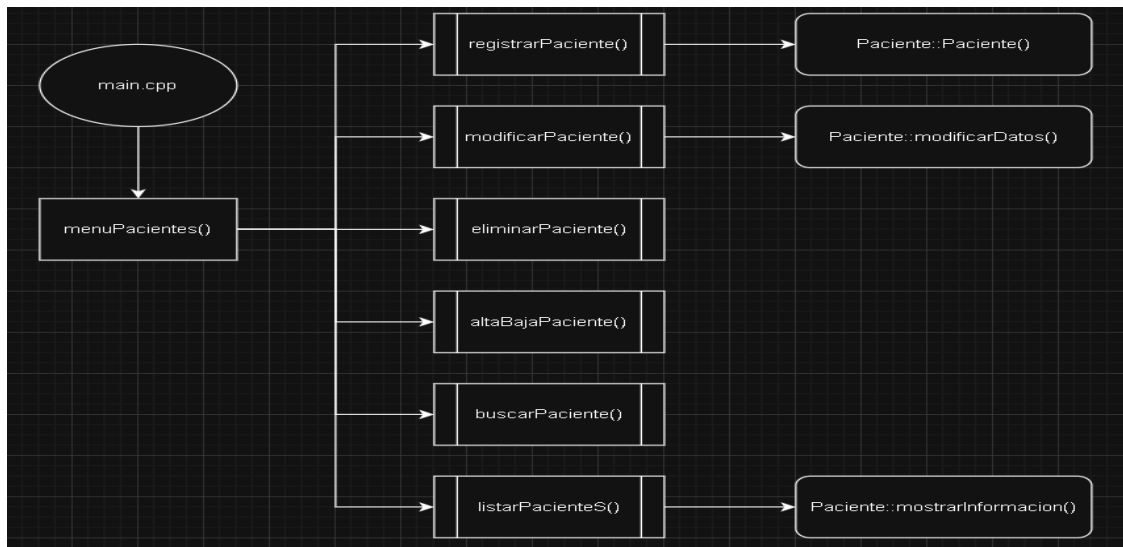 main.cpp
menuPacientes()
registrarPaciente()
Paciente::Paciente()
modificarPaciente()
Paciente::modificarDatos()
eliminarPaciente()
altaBajaPaciente()
buscarPaciente()
listarPacienteS()
Paciente::mostrarInformacion()